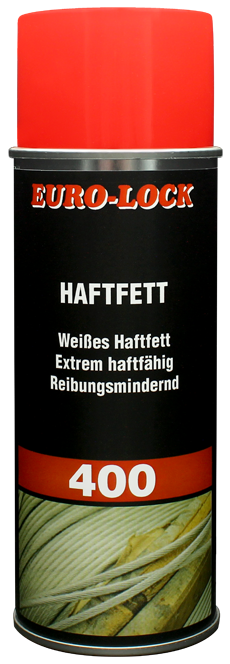 EURO-LOCK
HAFTFETT
Weißes Haftfett
Extrem haftfähig
Reibungsmindernd
400